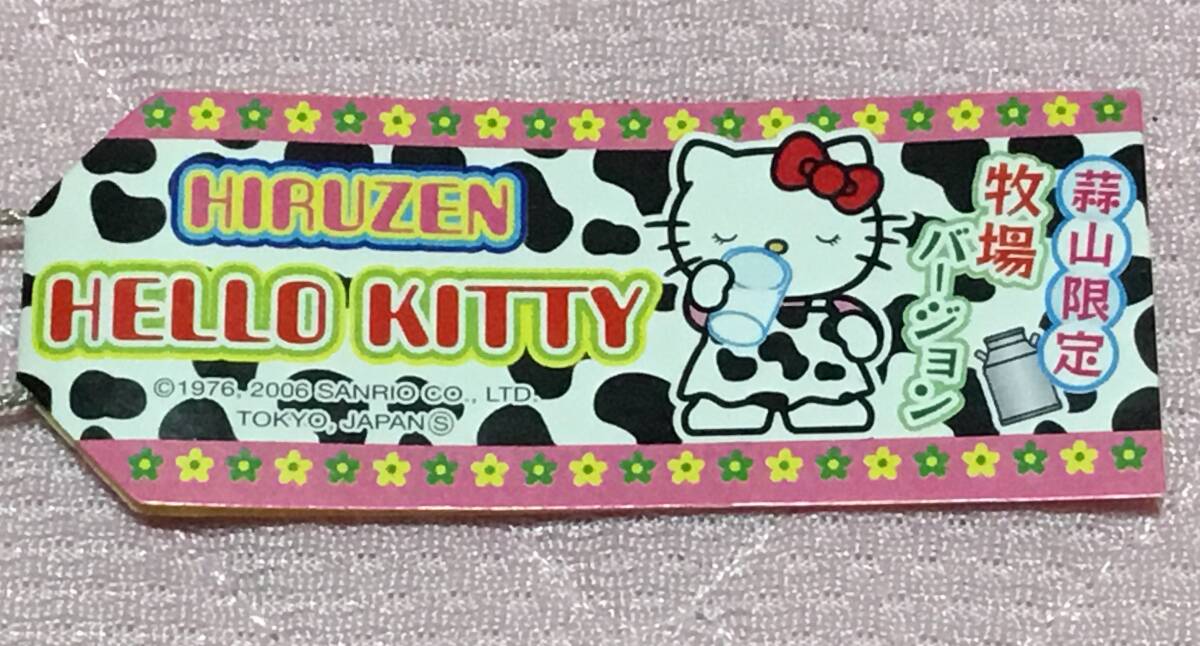 HIRUZEN
HELLO KITTY
©1976, 2006 SANRIO CO., LTD.
TOKYO, JAPAN Ⓢ
蒜山限定
牧場
バージョン